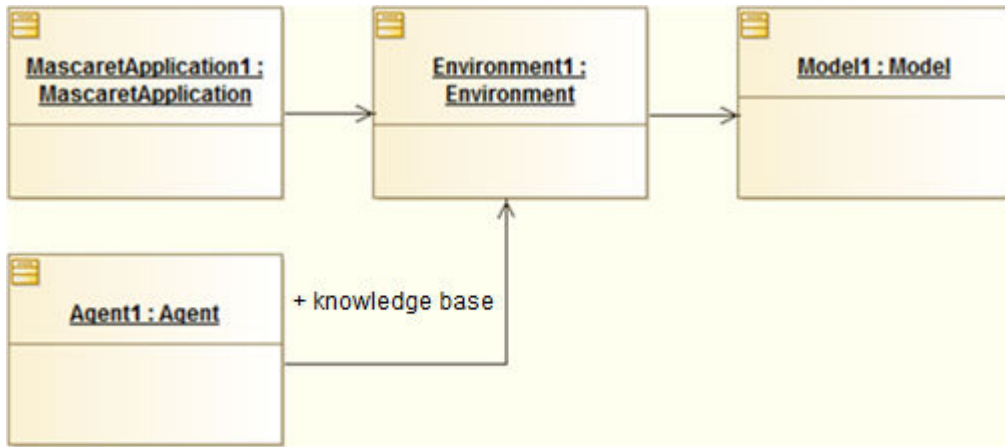 MascaretApplication1 :
MascaretApplication
Environment1 :
Environment
Model1 : Model
Agent1 : Agent
+ knowledge base